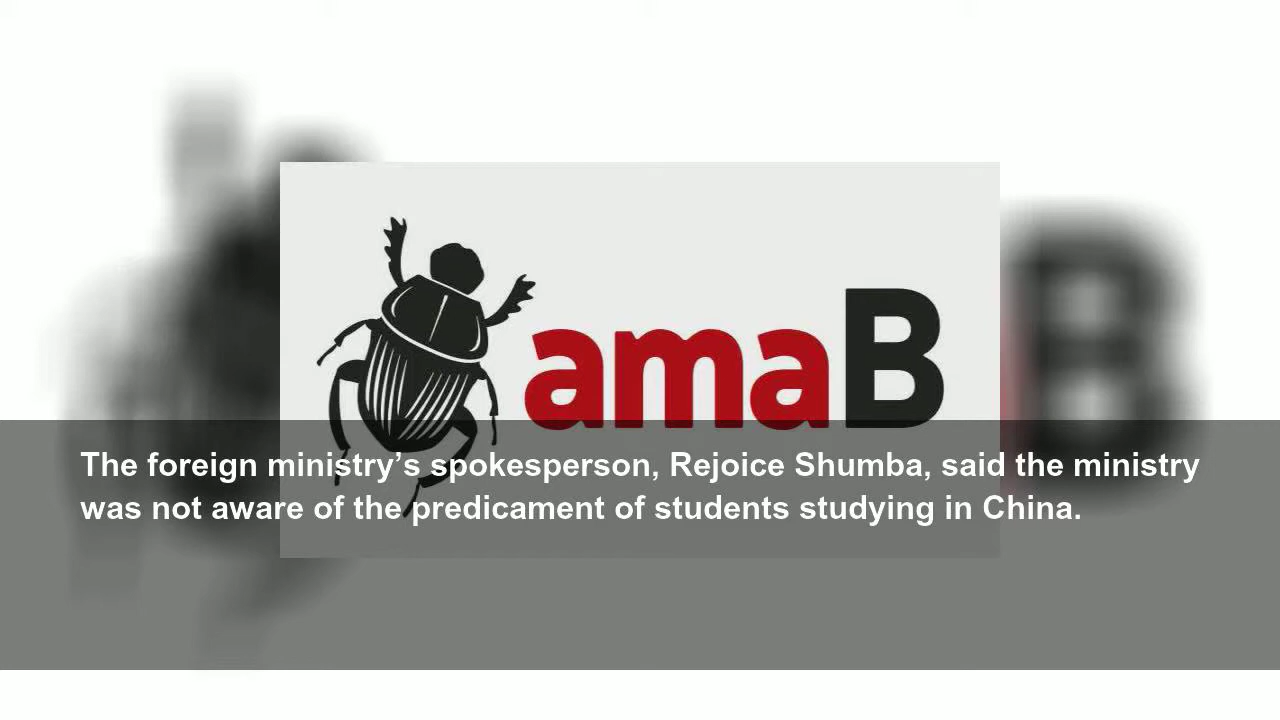 amaB
The foreign ministry’s spokesperson, Rejoice Shumba, said the ministry
was not aware of the predicament of students studying in China.